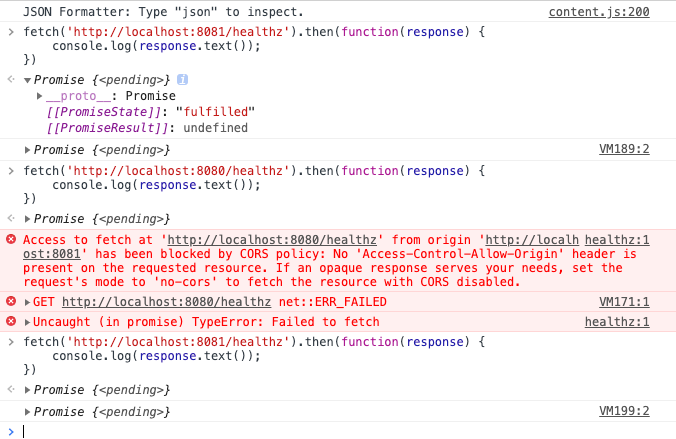 JSON Formatter: Type "json" to inspect. content.js:200
> fetch('http://localhost:8081/healthz').then(function(response) {
console.log(response.text());
})
Promise {<pending>} i
__proto__: Promise
[[PromiseState]]: "fulfilled"
[[PromiseResult]]: undefined
Promise {<pending>} VM189:2
> fetch('http://localhost:8080/healthz').then(function(response) {
console.log(response.text());
})
Promise {<pending>}
Access to fetch at 'http://localhost:8080/healthz' from origin 'http://localh healthz:1
ost:8081' has been blocked by CORS policy: No 'Access-Control-Allow-Origin' header is
present on the requested resource. If an opaque response serves your needs, set the
request's mode to 'no-cors' to fetch the resource with CORS disabled.
GET http://localhost:8080/healthz net::ERR_FAILED VM171:1
Uncaught (in promise) TypeError: Failed to fetch healthz:1
> fetch('http://localhost:8081/healthz').then(function(response) {
console.log(response.text());
})
Promise {<pending>}
Promise {<pending>} VM199:2
>